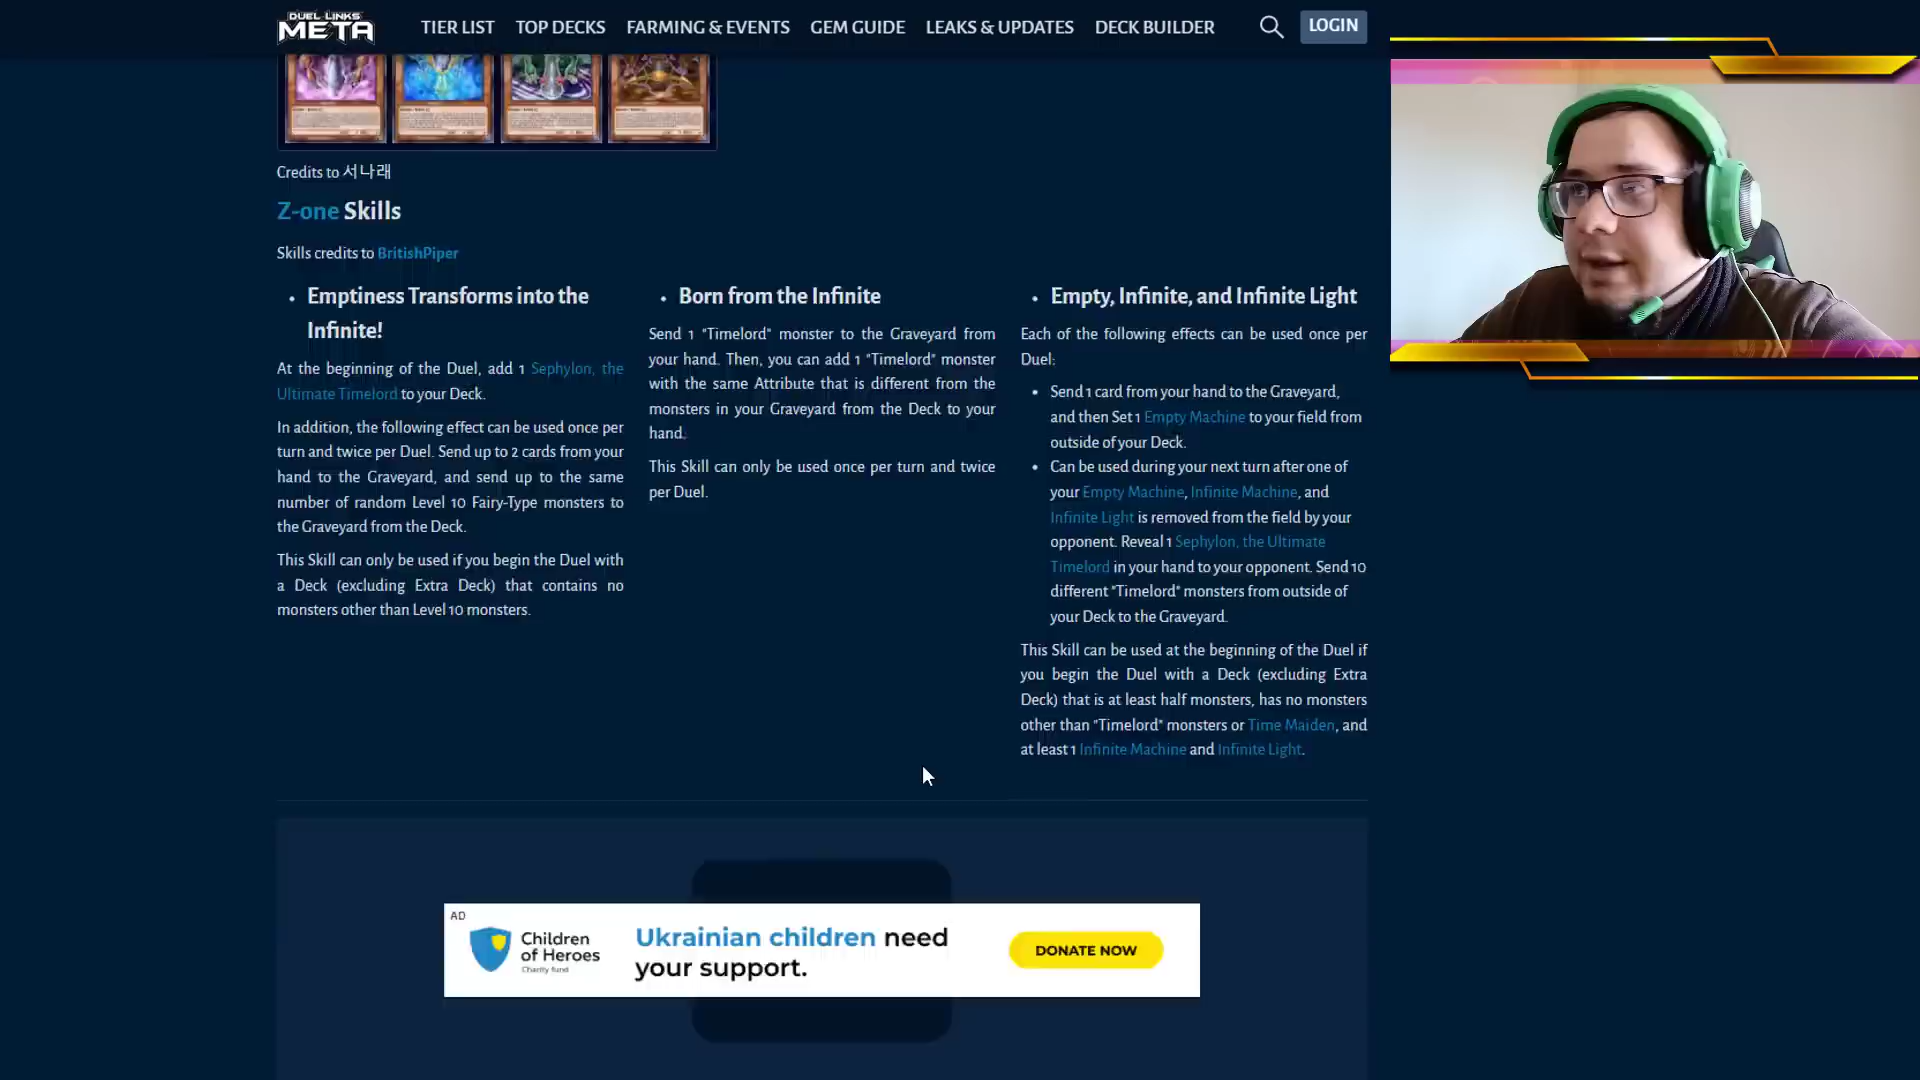 DUEL LINKS
META
TIER LIST
TOP DECKS
FARMING & EVENTS
GEM GUIDE
LEAKS & UPDATES
DECK BUILDER
LOGIN
Credits to 서나래
Z-one Skills
Skills credits to BritishPiper
• Emptiness Transforms into the
Infinite!
At the beginning of the Duel, add 1 Sephylon, the
Ultimate Timelord to your Deck.
In addition, the following effect can be used once per
turn and twice per Duel. Send up to 2 cards from your
hand to the Graveyard, and send up to the same
number of random Level 10 Fairy-Type monsters to
the Graveyard from the Deck.
This Skill can only be used if you begin the Duel with
a Deck (excluding Extra Deck) that contains no
monsters other than Level 10 monsters.
• Born from the Infinite
Send 1 "Timelord" monster to the Graveyard from
your hand. Then, you can add 1 "Timelord" monster
with the same Attribute that is different from the
monsters in your Graveyard from the Deck to your
hand.
This Skill can only be used once per turn and twice
per Duel.
• Empty, Infinite, and Infinite Light
Each of the following effects can be used once per
Duel:
• Send 1 card from your hand to the Graveyard,
and then Set 1 Empty Machine to your field from
outside of your Deck.
• Can be used during your next turn after one of
your Empty Machine, Infinite Machine, and
Infinite Light is removed from the field by your
opponent. Reveal 1 Sephylon, the Ultimate
Timelord in your hand to your opponent. Send 10
different "Timelord" monsters from outside of
your Deck to the Graveyard.
This Skill can be used at the beginning of the Duel if
you begin the Duel with a Deck (excluding Extra
Deck) that is at least half monsters, has no monsters
other than "Timelord" monsters or Time Maiden, and
at least 1 Infinite Machine and Infinite Light.
AD
Children
of Heroes
Charity fund
Ukrainian children need
your support.
DONATE NOW